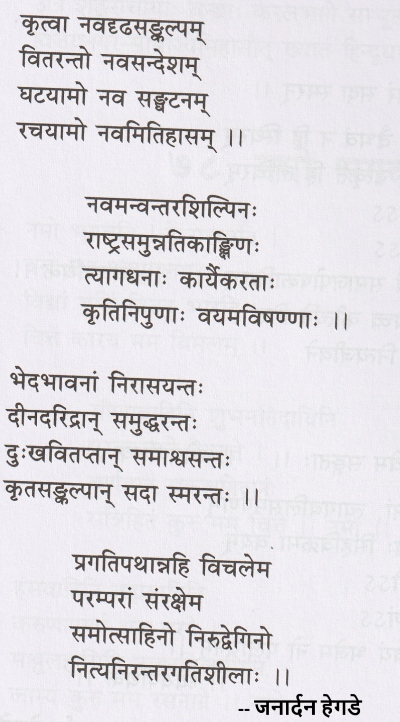 कृत्वा नवदृढसङ्कल्पम्
वितरन्तो नवसन्देशम्
घटयामो नव सङ्घटनम्
रचयामो नवमितिहासम् ।।
नवमन्वन्तरशिल्पिनः
राष्ट्रसमुन्नतिकाङ्क्षिणः
त्यागधनाः कार्यैकरताः
कृतिनिपुणाः वयमविषण्णाः ।।
भेदभावनां निरासयन्तः
दीनदरिद्रान् समुद्धरन्तः
दुःखवितप्तान् समाश्वसन्तः
कृतसङ्कल्पान् सदा स्मरन्तः ।।
प्रगतिपथान्नहि विचलेम
परम्परां संरक्षेम
समोत्साहिनो निरुद्वेगिनो
नित्यनिरन्तरगतिशीलाः ।।
-- जनार्दन हेगडे